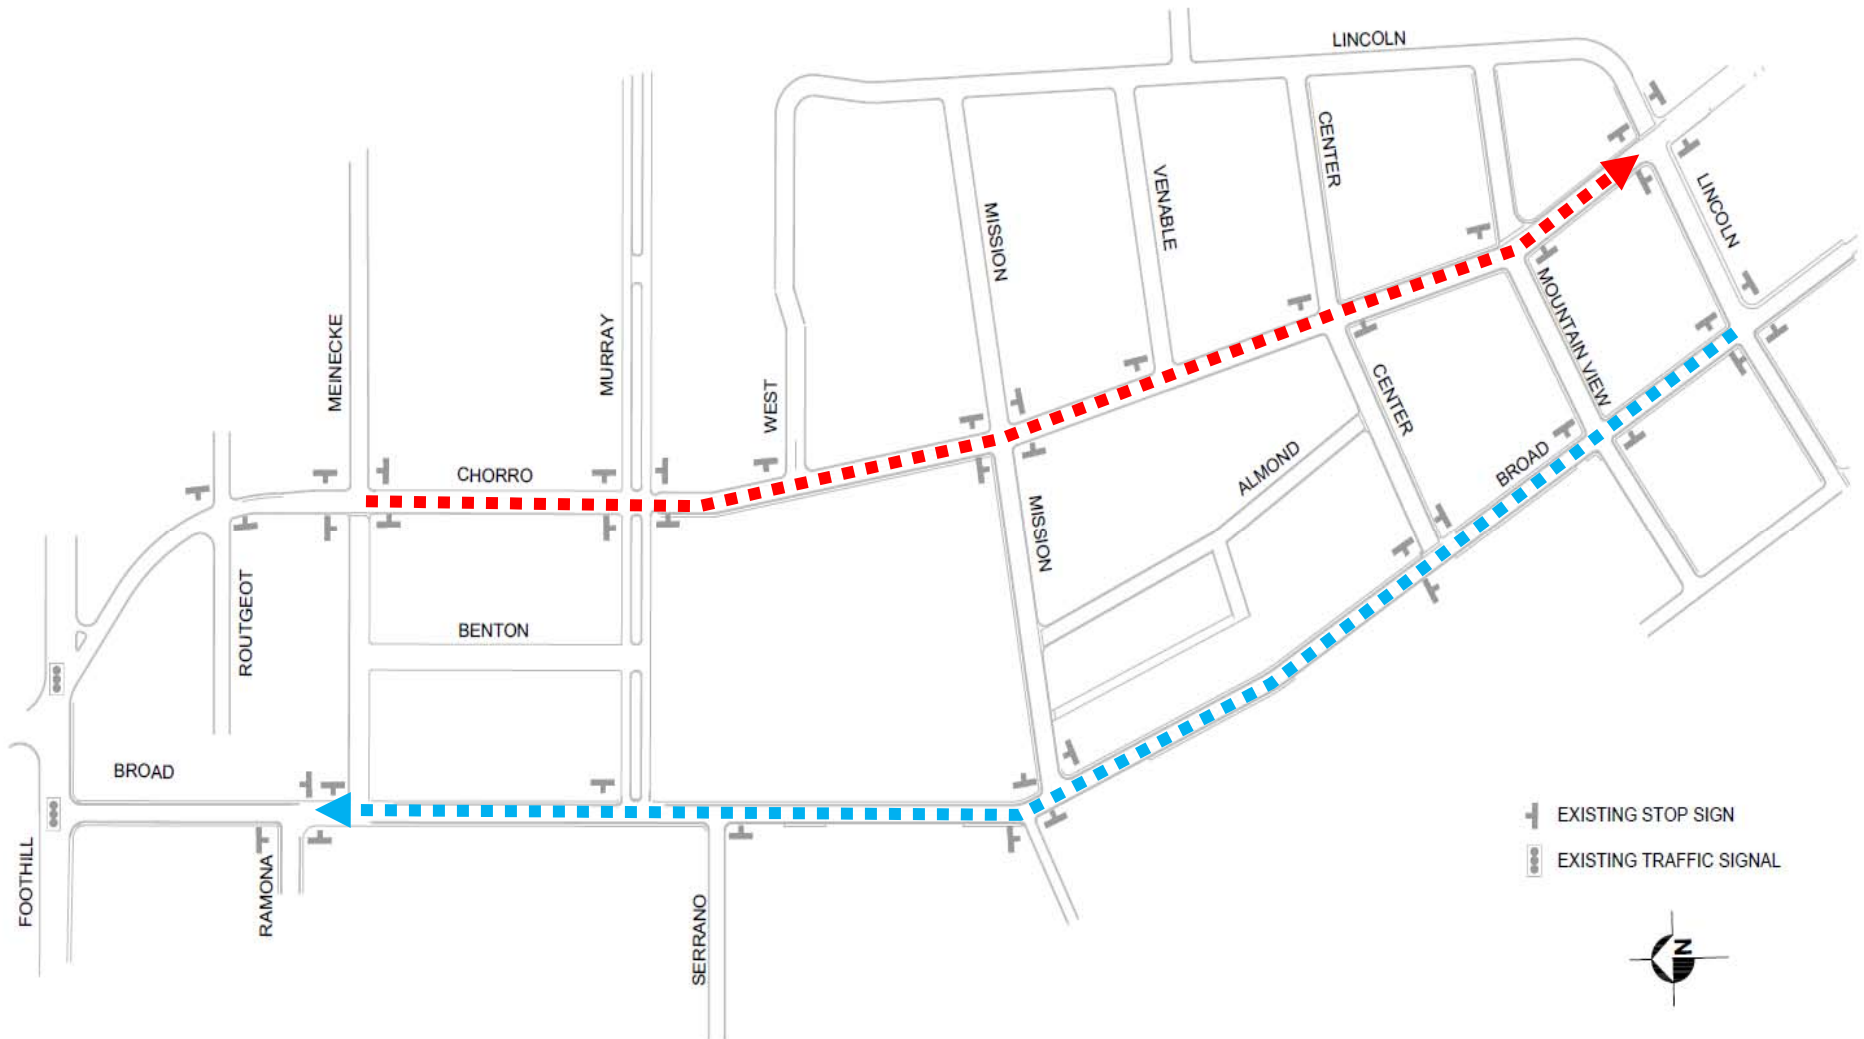 LINCOLN
CENTER
VENABLE
MISSION
LINCOLN
MOUNTAIN VIEW
MEINECKE
MURRAY
WEST
CENTER
CHORRO
ALMOND
BROAD
MISSION
ROUTGEOT
BENTON
BROAD
FOOTHILL
RAMONA
SERRANO
EXISTING STOP SIGN
EXISTING TRAFFIC SIGNAL
N